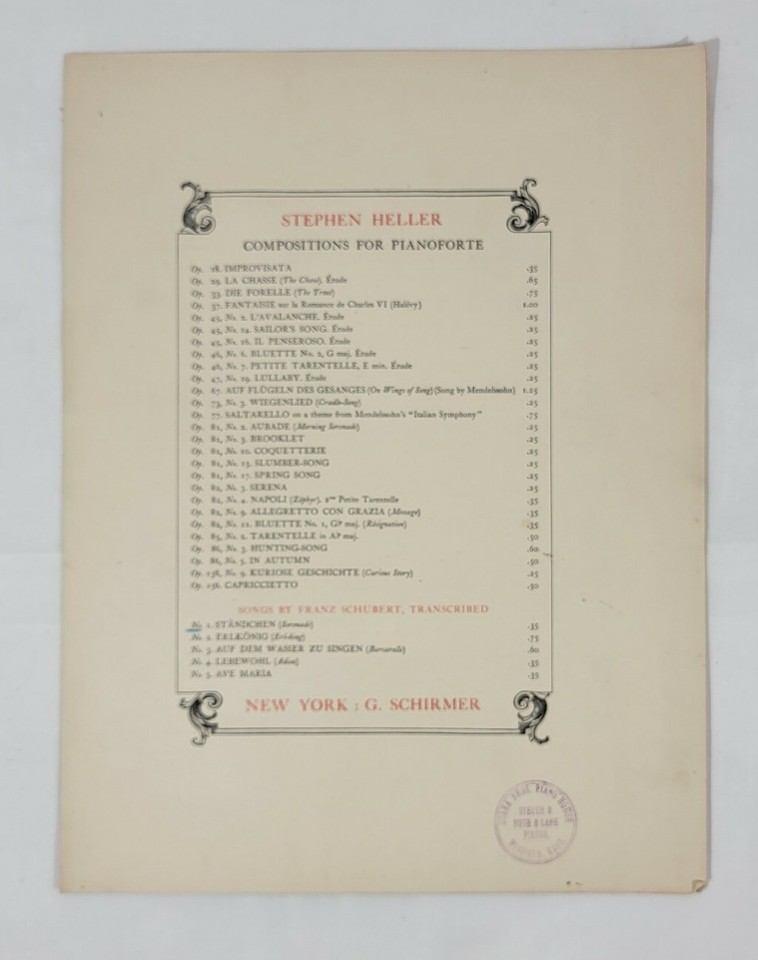 STEPHEN HELLER
COMPOSITIONS FOR PIANOFORTE
Op. 18. IMPROVISATA .35
Op. 29. LA CHASSE (The Chase). Étude .65
Op. 33. DIE FORELLE (The Trout) .75
Op. 37. FANTAISIE sur la Romance de Charles VI (Halévy) 1.00
Op. 45, No. 2. L'AVALANCHE. Étude .25
Op. 45, No. 14. SAILOR'S SONG. Étude .25
Op. 45, No. 16. IL PENSEROSO. Étude .25
Op. 46, No. 6. BLUETTE No. 2, G maj. Étude .25
Op. 46, No. 7. PETITE TARENTELLE, E min. Étude .25
Op. 47, No. 19. LULLABY. Étude .25
Op. 67. AUF FLÜGELN DES GESANGES (On Wings of Song) (Song by Mendelssohn) 1.25
Op. 73, No. 3. WIEGENLIED (Cradle-Song) .25
Op. 77. SALTARELLO on a theme from Mendelssohn's "Italian Symphony" .75
Op. 81, No. 2. AUBADE (Morning Serenade) .25
Op. 81, No. 3. BROOKLET .25
Op. 81, No. 10. COQUETTERIE .25
Op. 81, No. 13. SLUMBER-SONG .25
Op. 81, No. 17. SPRING SONG .25
Op. 82, No. 3. SERENA .25
Op. 82, No. 4. NAPOLI (Zéphyr). 2me Petite Tarentelle .35
Op. 82, No. 9. ALLEGRETTO CON GRAZIA (Message) .35
Op. 82, No. 12. BLUETTE No. 1, G♭ maj. (Résignation) .35
Op. 85, No. 2. TARENTELLE in A♭ maj. .50
Op. 86, No. 3. HUNTING-SONG .60
Op. 86, No. 5. IN AUTUMN .50
Op. 138, No. 9. KURIOSE GESCHICHTE (Curious Story) .25
Op. 156. CAPRICCIETTO .50
SONGS BY FRANZ SCHUBERT, TRANSCRIBED
No. 1. STÄNDCHEN (Serenade) .35
No. 2. ERLKÖNIG (Erl-king) .75
No. 3. AUF DEM WASSER ZU SINGEN (Barcarolle) .60
No. 4. LEBEWOHL (Adieu) .35
No. 5. AVE MARIA .35
NEW YORK : G. SCHIRMER
BROS. PIANO HOUSE
& LANE
PIANOS